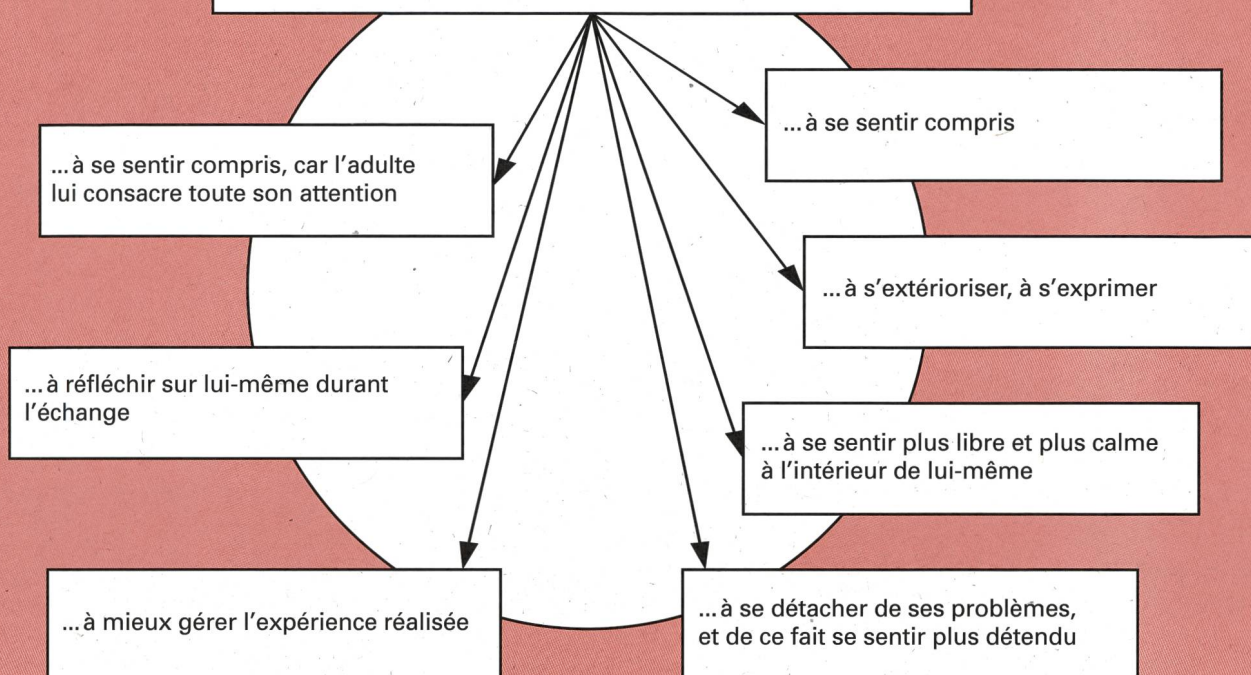 ...à se sentir compris
...à se sentir compris, car l'adulte
lui consacre toute son attention
...à s'extérioriser, à s'exprimer
...à réfléchir sur lui-même durant
l'échange
...à se sentir plus libre et plus calme
à l'intérieur de lui-même
...à mieux gérer l'expérience réalisée
...à se détacher de ses problèmes,
et de ce fait se sentir plus détendu